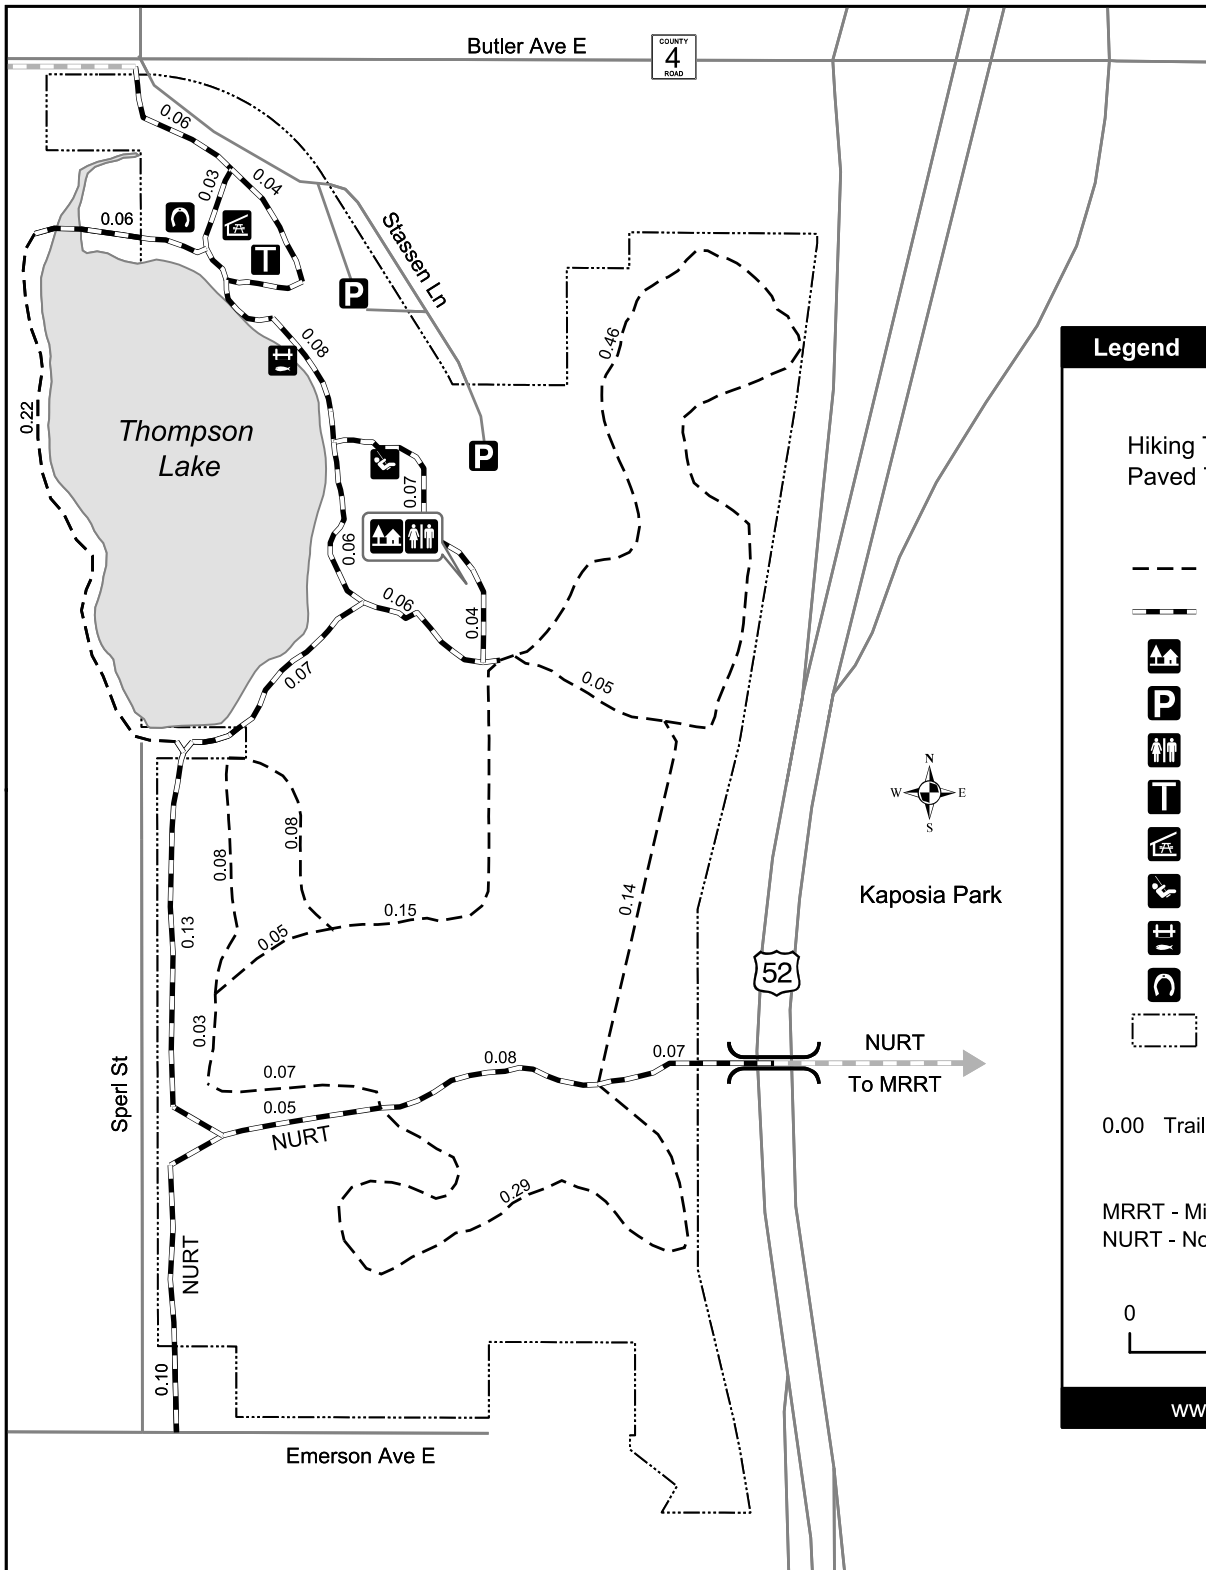 Butler Ave E
COUNTY
4
ROAD
0.06
0.03
0.04
0.06
T
P
Stassen Ln
0.08
0.46
Legend
0.22
Thompson
Lake
P
Hiking T
Paved T
0.07
0.06
0.06
0.04
0.07
0.05
P
T
N
W
E
S
Kaposia Park
0.08
0.08
0.14
0.15
0.13
0.05
52
0.03
NURT
0.08
0.07
To MRRT
0.07
0.05
NURT
Sperl St
0.00 Trail
0.29
MRRT - Mi
NURT - No
NURT
0
0.10
ww
Emerson Ave E